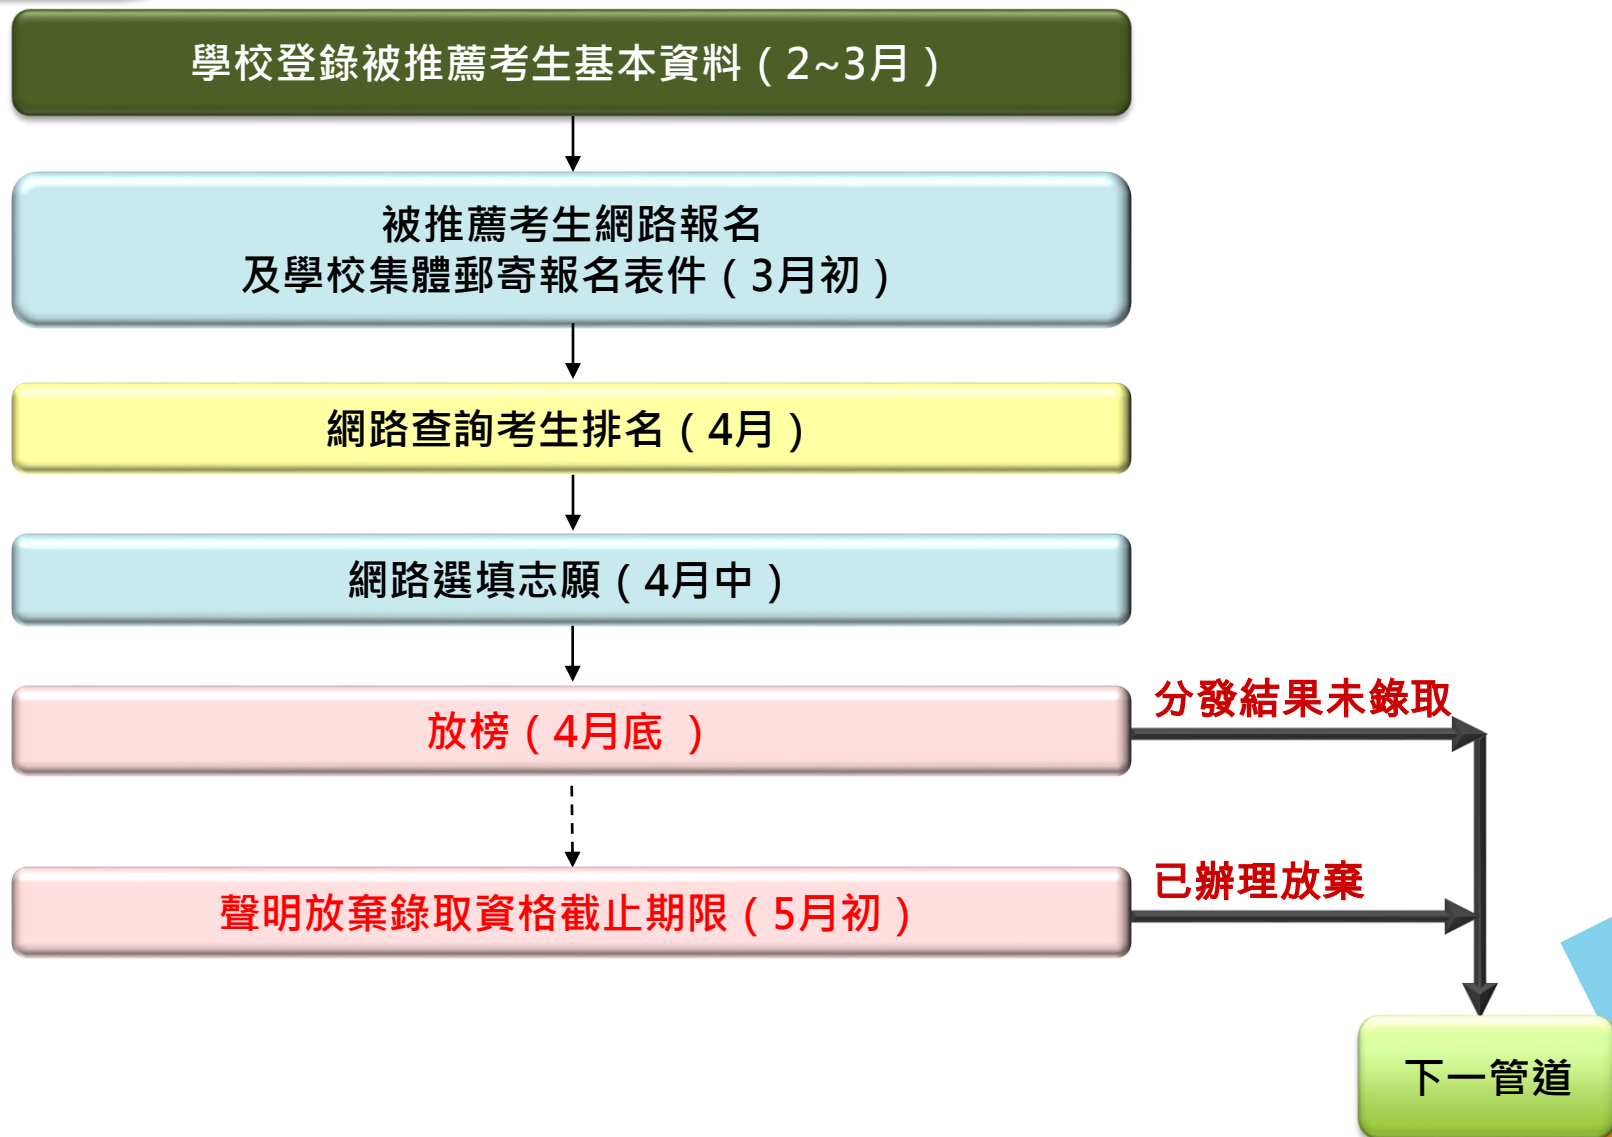 學校登錄被推薦考生基本資料（2~3月）
被推薦考生網路報名
及學校集體郵寄報名表件（3月初）
網路查詢考生排名（4月）
網路選填志願（4月中）
放榜（4月底 ）
分發結果未錄取
聲明放棄錄取資格截止期限（5月初）
已辦理放棄
下一管道